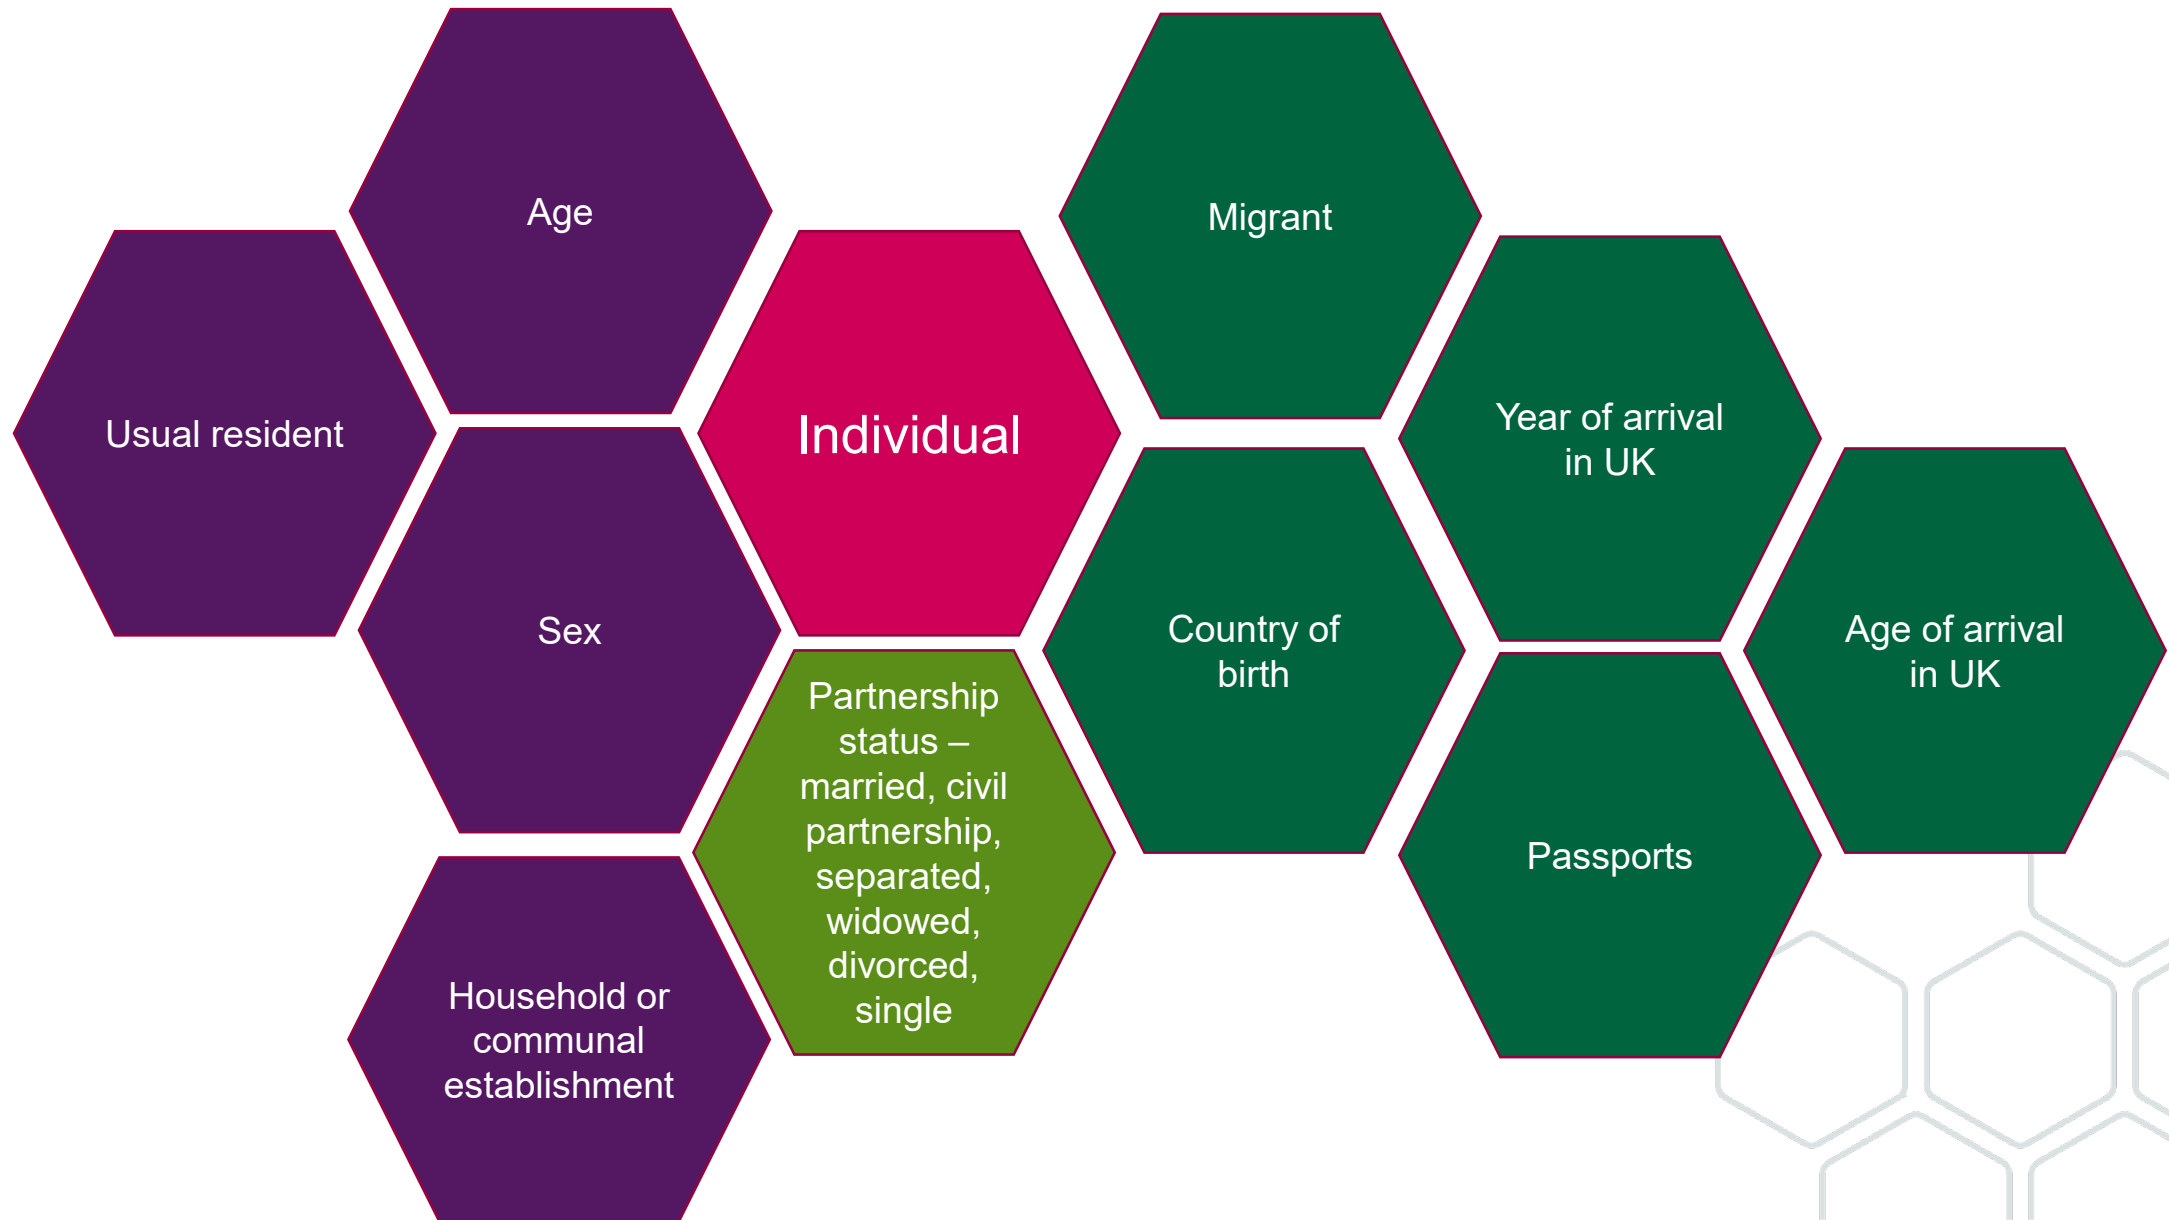 Age
Migrant
Usual resident
Individual
Year of arrival
in UK
Sex
Country of
birth
Age of arrival
in UK
Partnership
status –
married, civil
partnership,
separated,
widowed,
divorced,
single
Passports
Household or
communal
establishment